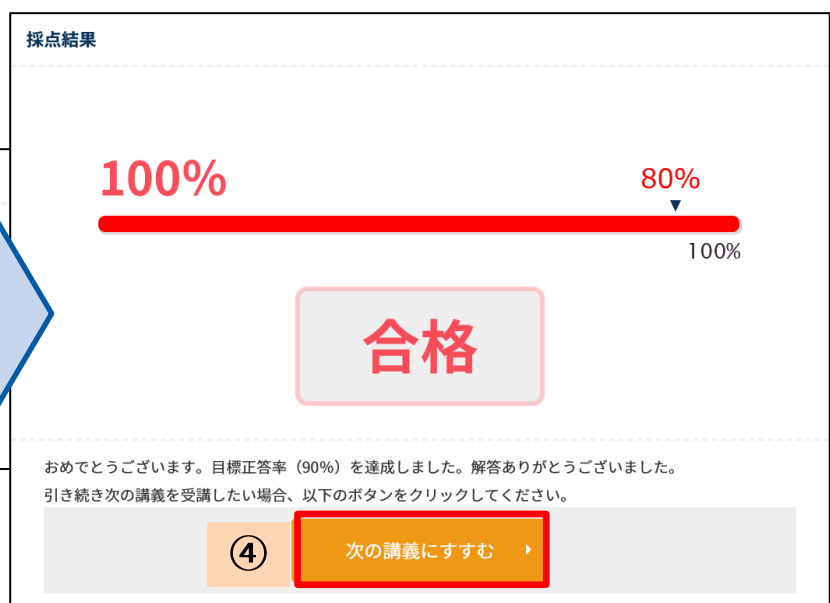 採点結果
100%
80%
▼
100%
合格
おめでとうございます。目標正答率（90%）を達成しました。解答ありがとうございました。
引き続き次の講義を受講したい場合、以下のボタンをクリックしてください。
④
次の講義にすすむ